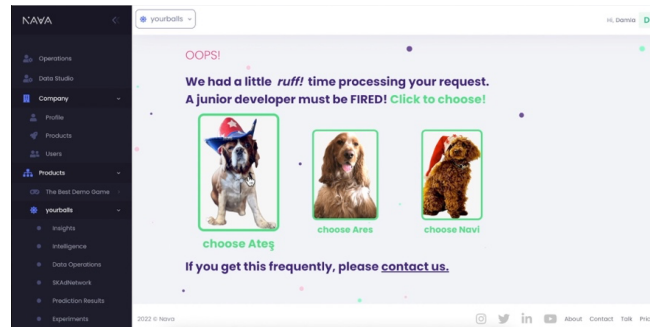 NAVA
yourballs
Hi, Damla D
Operations
Data Studio
Company
Profile
Products
Users
Products
The Best Demo Game
yourballs
Insights
Intelligence
Data Operations
SKAdNetwork
Prediction Results
Experiments
OOPS!
We had a little ruff! time processing your request.
A junior developer must be FIRED! Click to choose!
choose Ateş
choose Ares
choose Navi
If you get this frequently, please contact us.
2022 © Nava
About Contact Talk Pric